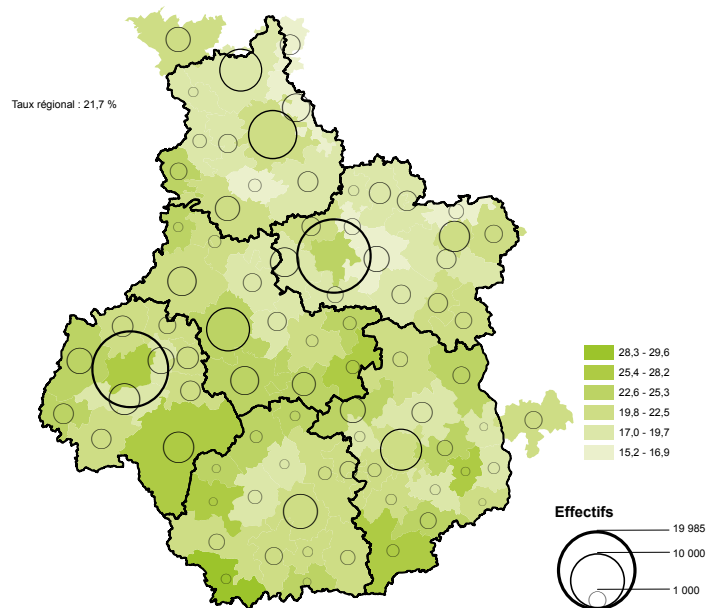 Taux régional : 21,7 %
28,3 - 29,6
25,4 - 28,2
22,6 - 25,3
19,8 - 22,5
17,0 - 19,7
15,2 - 16,9
Effectifs
19 985
10 000
1 000